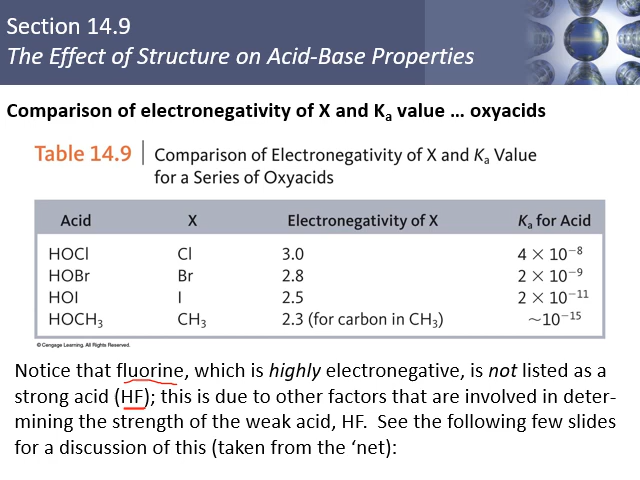 Section 14.9
The Effect of Structure on Acid-Base Properties
Comparison of electronegativity of X and Kₐ value … oxyacids
Table 14.9 | Comparison of Electronegativity of X and Kₐ Value
for a Series of Oxyacids
Acid X Electronegativity of X Kₐ for Acid
HOCl Cl 3.0 4 × 10⁻⁸
HOBr Br 2.8 2 × 10⁻⁹
HOI I 2.5 2 × 10⁻¹¹
HOCH₃ CH₃ 2.3 (for carbon in CH₃) ~10⁻¹⁵
© Cengage Learning. All Rights Reserved.
Notice that fluorine, which is highly electronegative, is not listed as a
strong acid (HF); this is due to other factors that are involved in deter-
mining the strength of the weak acid, HF. See the following few slides
for a discussion of this (taken from the ‘net):